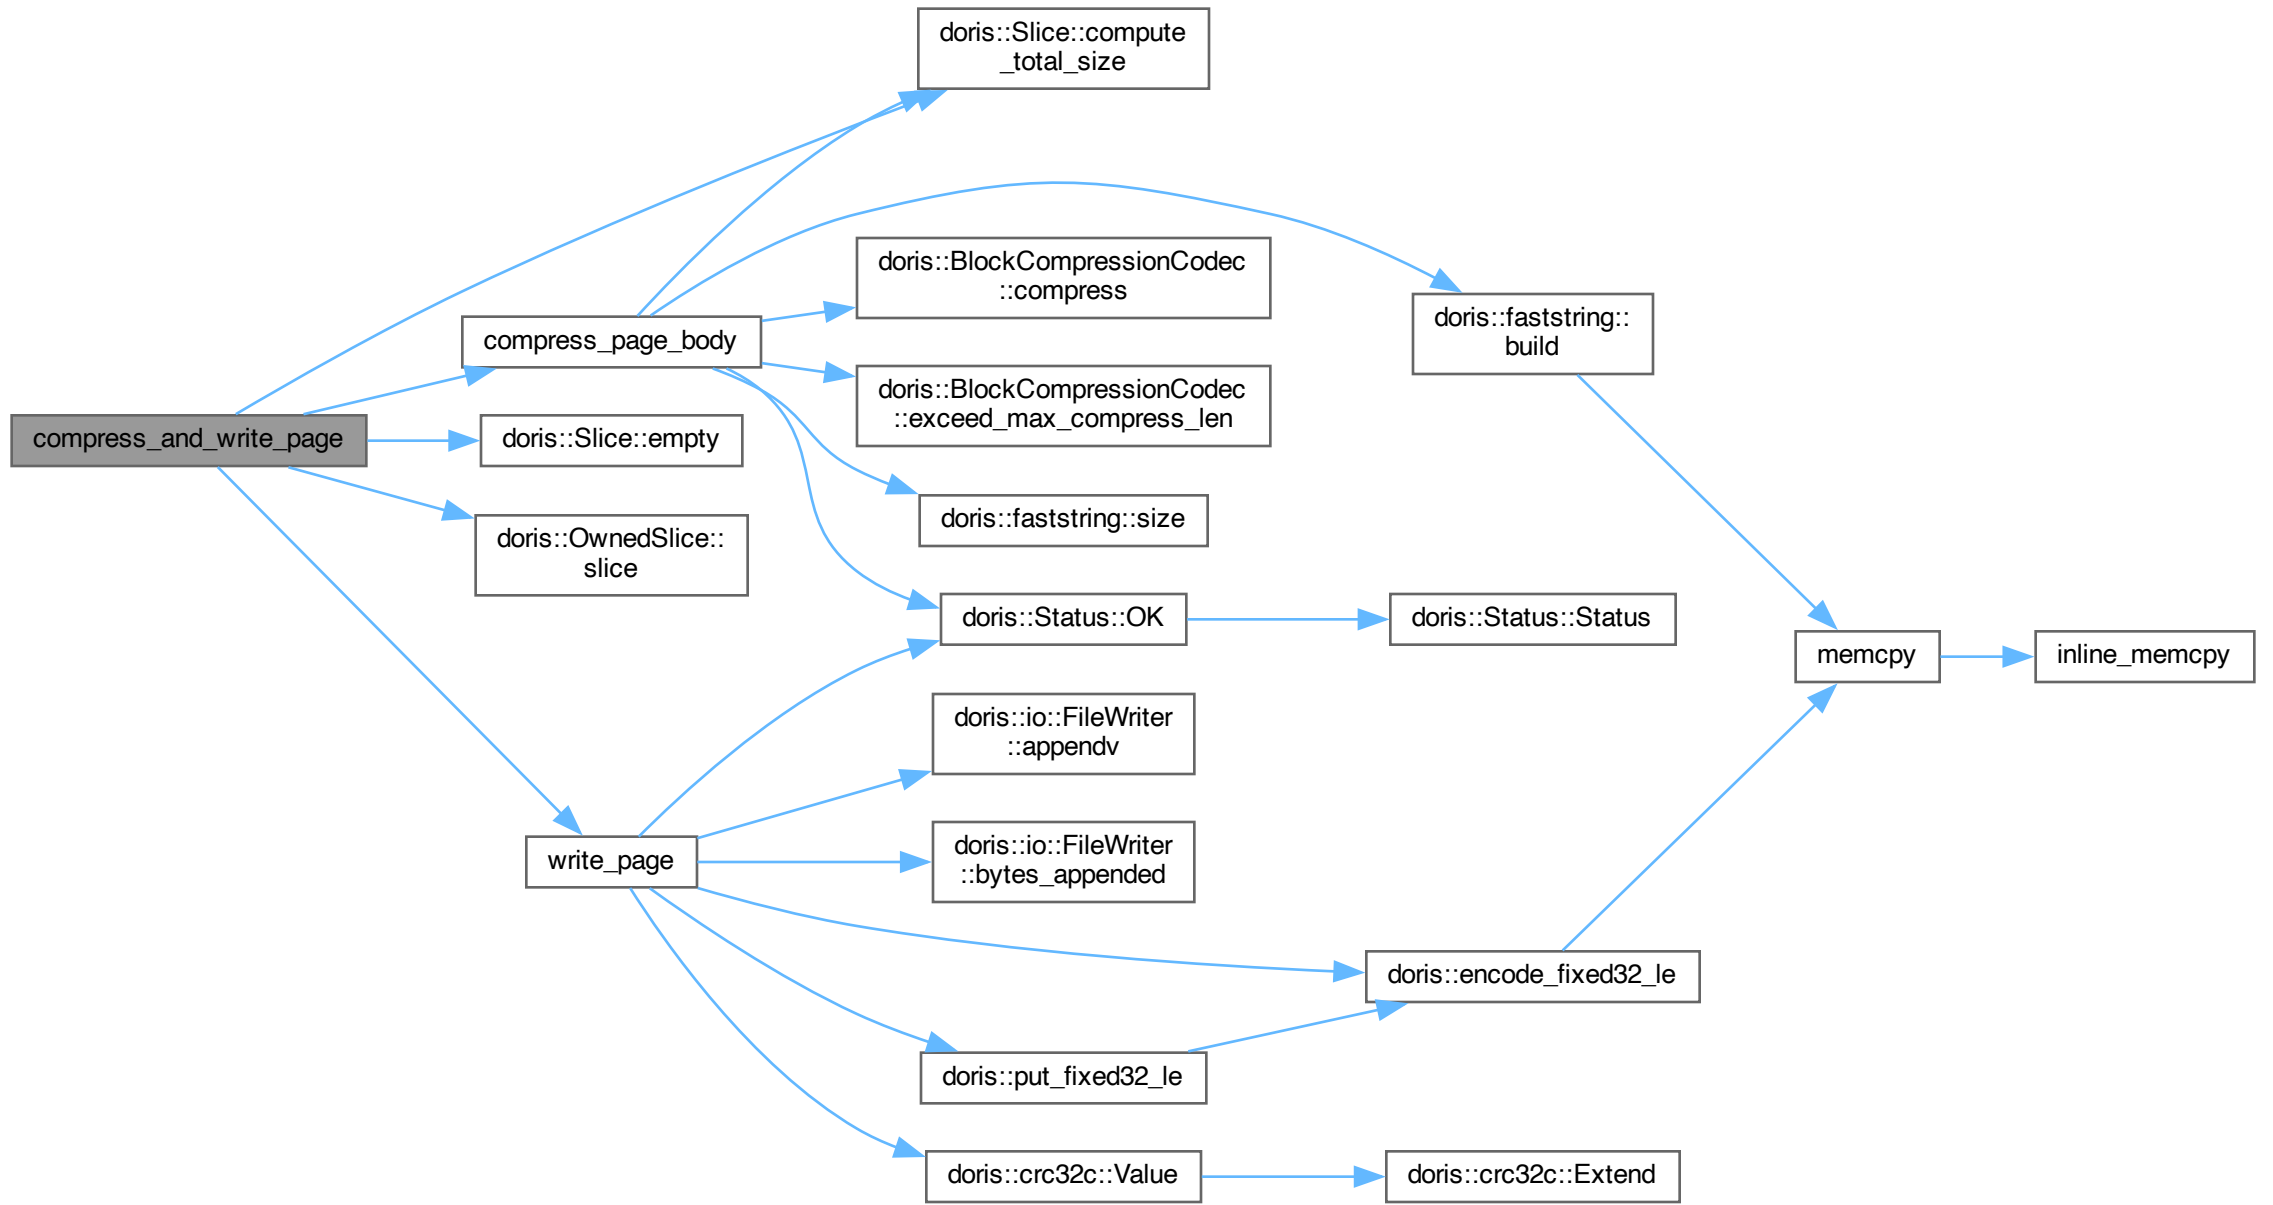 doris::Slice::compute
_total_size
doris::BlockCompressionCodec
::compress
doris::faststring::
build
compress_page_body
doris::BlockCompressionCodec
::exceed_max_compress_len
compress_and_write_page
doris::Slice::empty
doris::faststring::size
doris::OwnedSlice::
slice
doris::Status::OK
doris::Status::Status
memcpy
inline_memcpy
doris::io::FileWriter
::appendv
write_page
doris::io::FileWriter
::bytes_appended
doris::encode_fixed32_le
doris::put_fixed32_le
doris::crc32c::Value
doris::crc32c::Extend